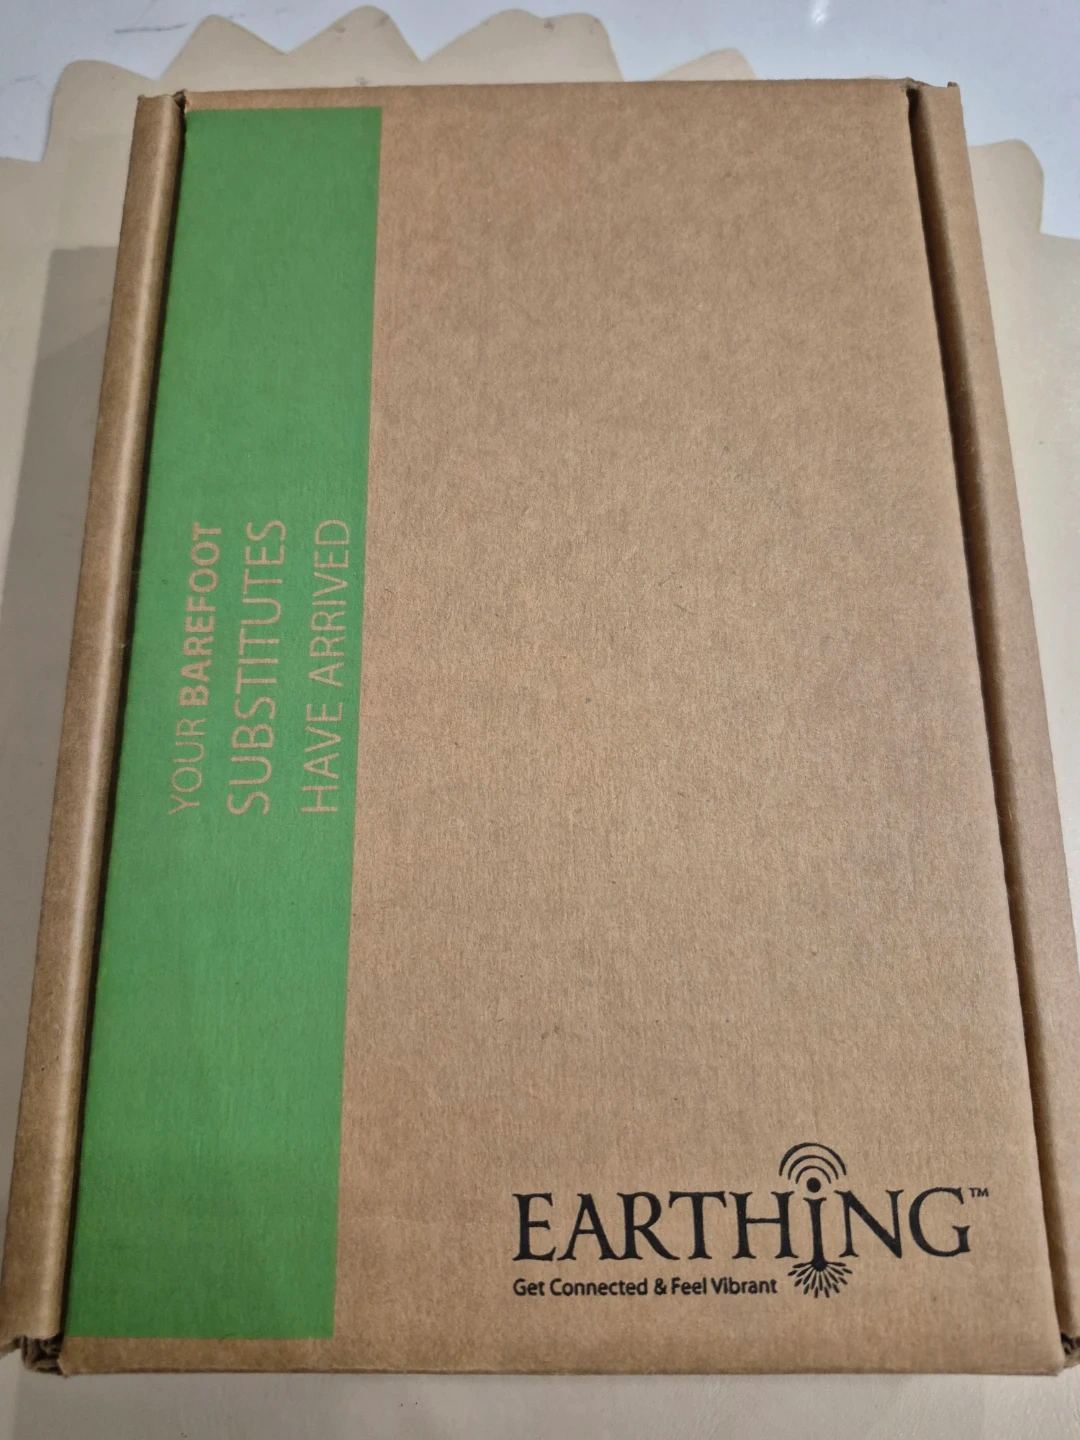 YOUR BAREFOOT
SUBSTITUTES
HAVE ARRIVED
EARTHiNG™
Get Connected & Feel Vibrant